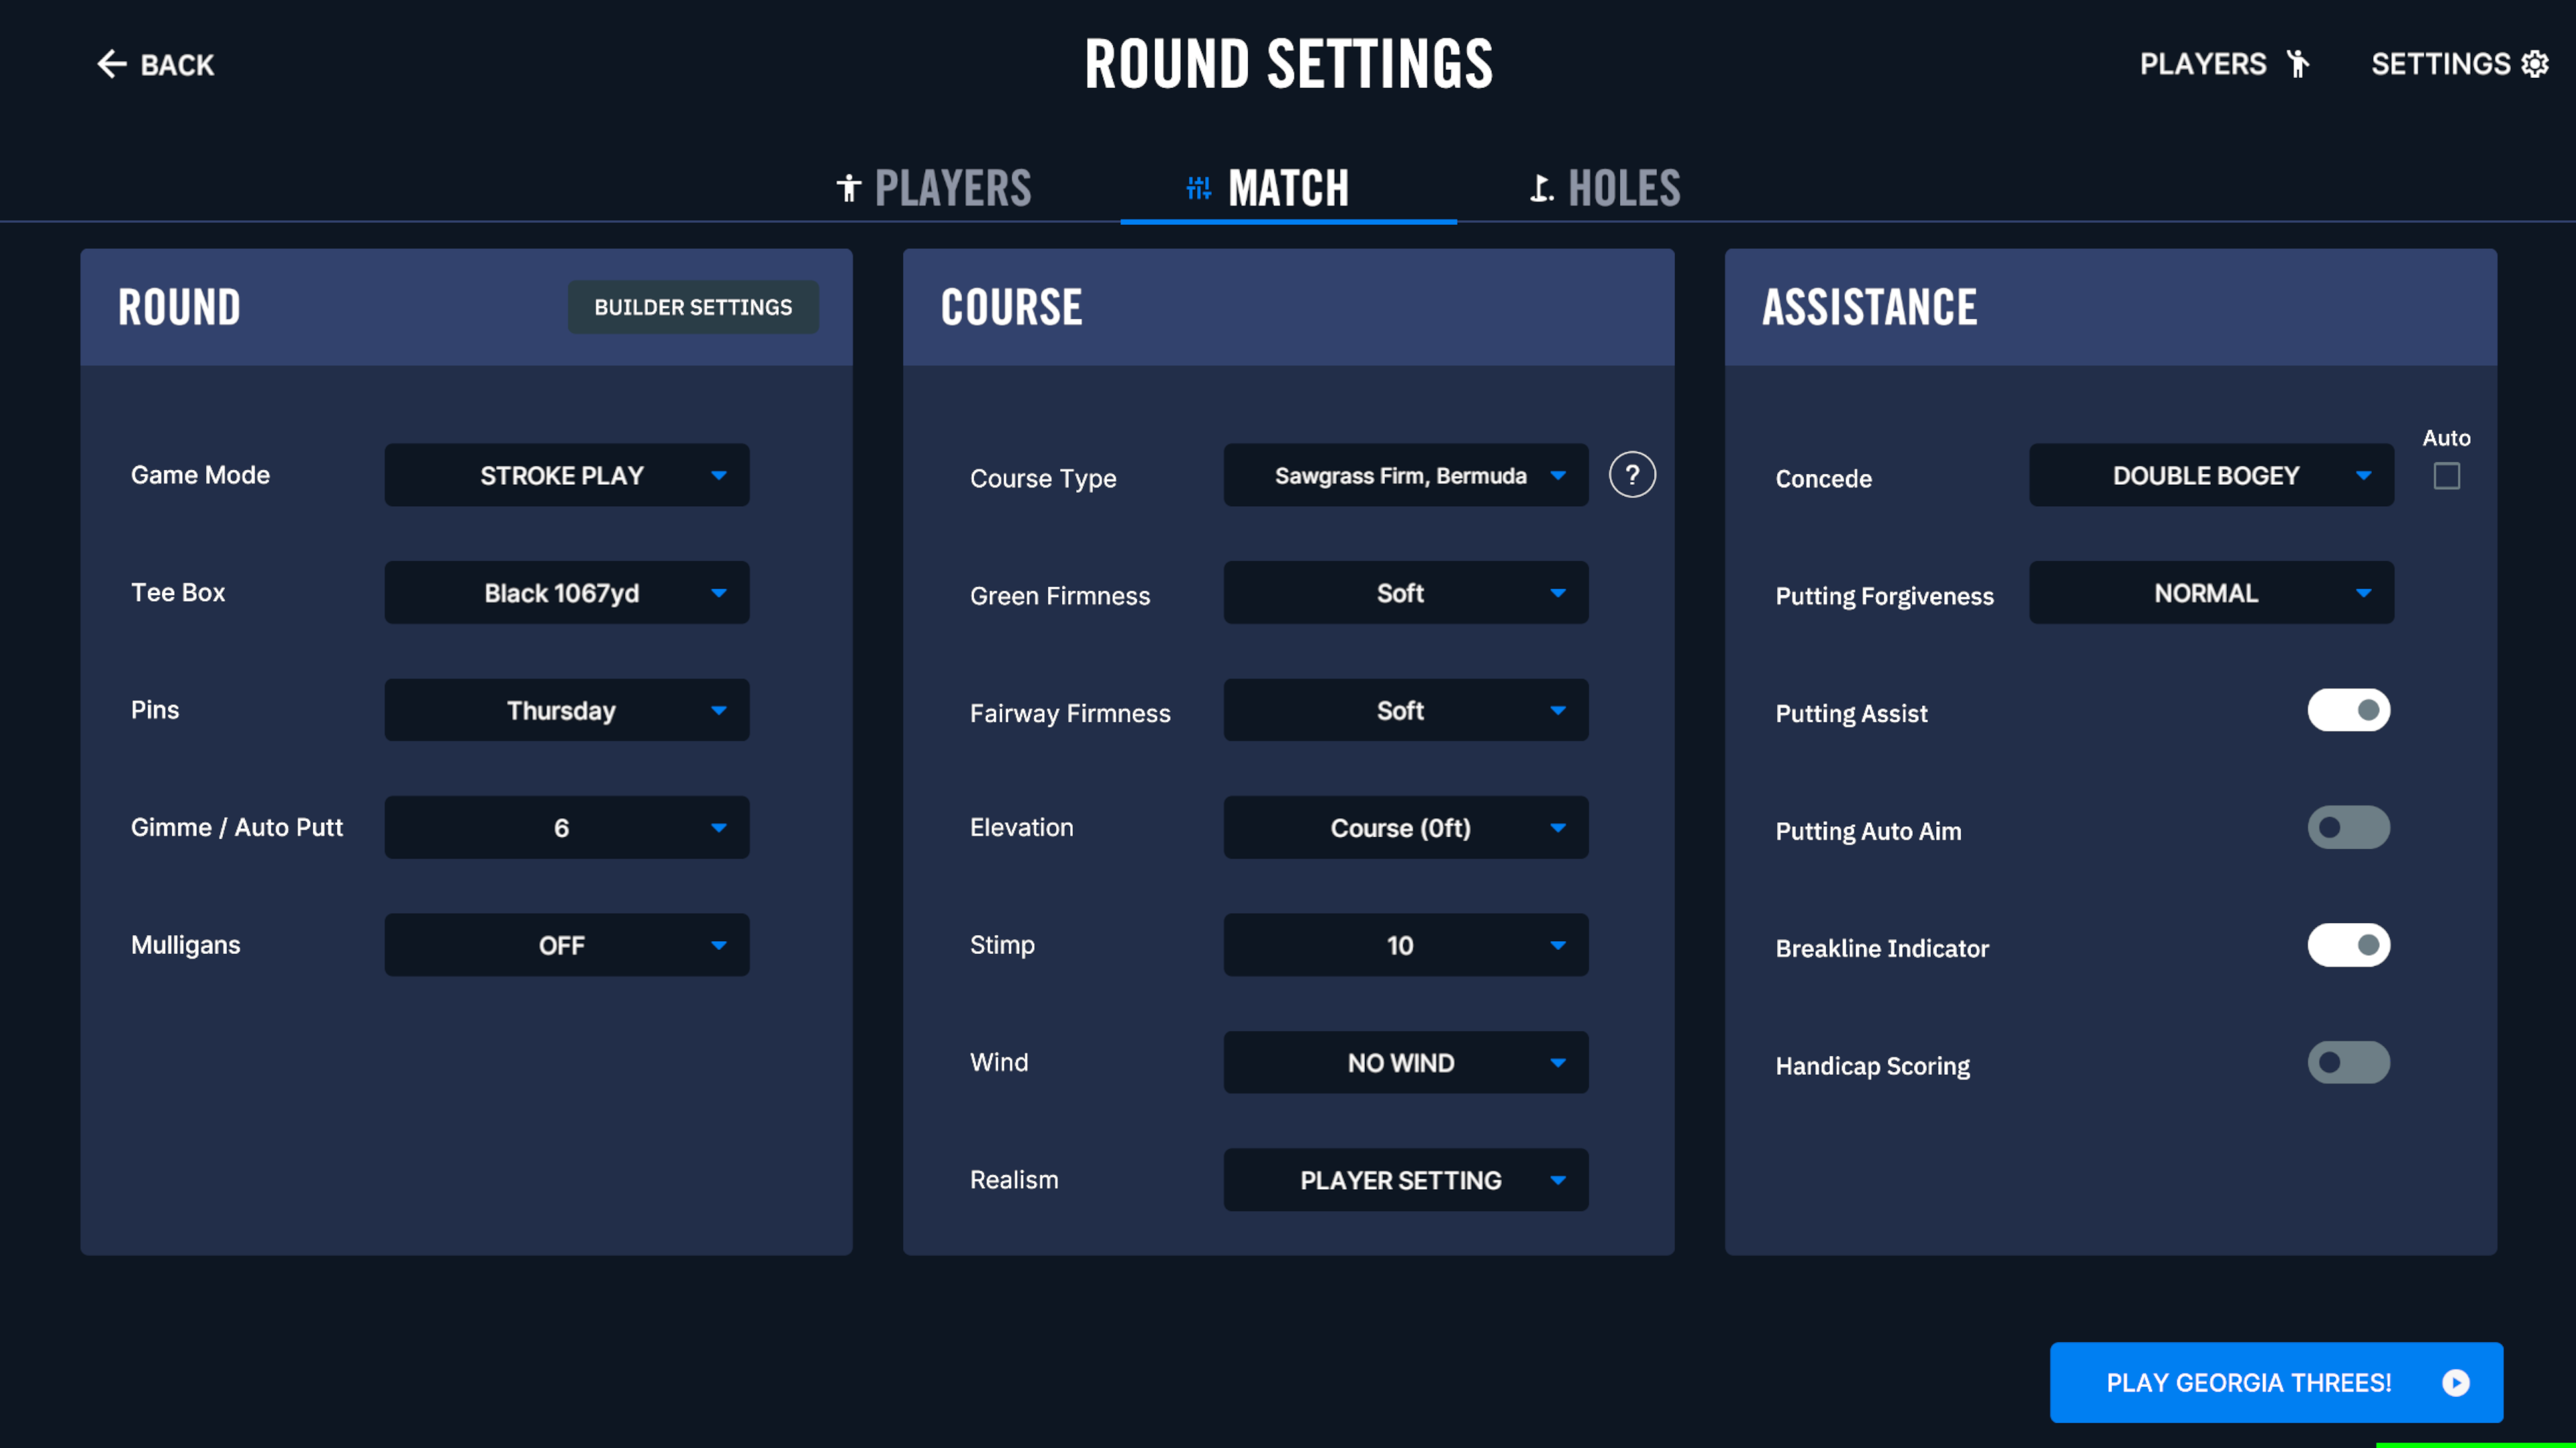 BACK
ROUND SETTINGS
PLAYERS
SETTINGS
PLAYERS
MATCH
HOLES
ROUND
BUILDER SETTINGS
Game Mode
STROKE PLAY
Tee Box
Black 1067yd
Pins
Thursday
Gimme / Auto Putt
6
Mulligans
OFF
COURSE
Course Type
Sawgrass Firm, Bermuda
?
Green Firmness
Soft
Fairway Firmness
Soft
Elevation
Course (0ft)
Stimp
10
Wind
NO WIND
Realism
PLAYER SETTING
ASSISTANCE
Auto
Concede
DOUBLE BOGEY
Putting Forgiveness
NORMAL
Putting Assist
Putting Auto Aim
Breakline Indicator
Handicap Scoring
PLAY GEORGIA THREES!